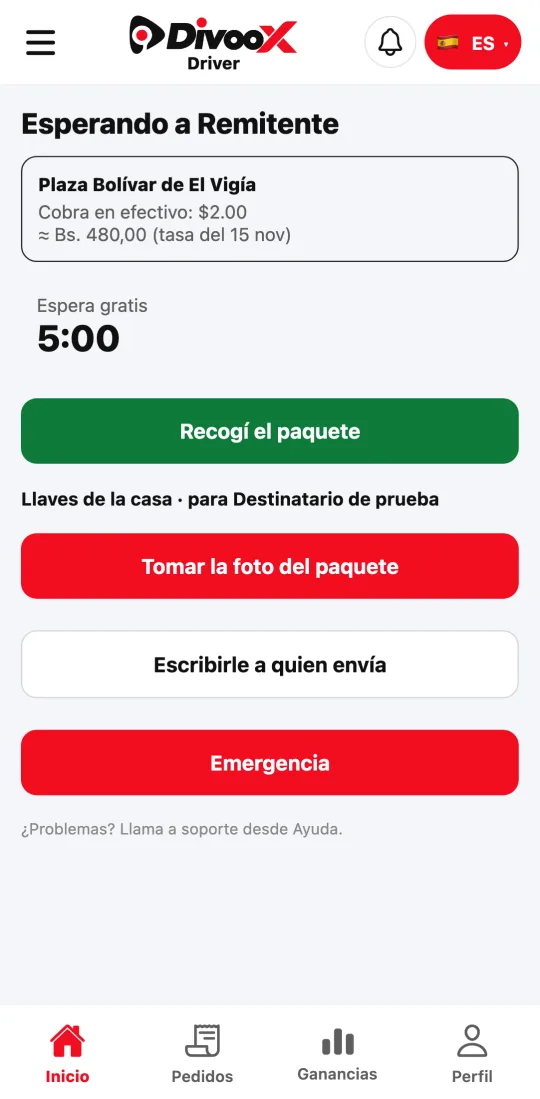 DivooX
Driver
ES
Esperando a Remitente
Plaza Bolívar de El Vigía
Cobra en efectivo: $2.00
≈ Bs. 480,00 (tasa del 15 nov)
Espera gratis
5:00
Recogí el paquete
Llaves de la casa · para Destinatario de prueba
Tomar la foto del paquete
Escribirle a quien envía
Emergencia
¿Problemas? Llama a soporte desde Ayuda.
Inicio
Pedidos
Ganancias
Perfil